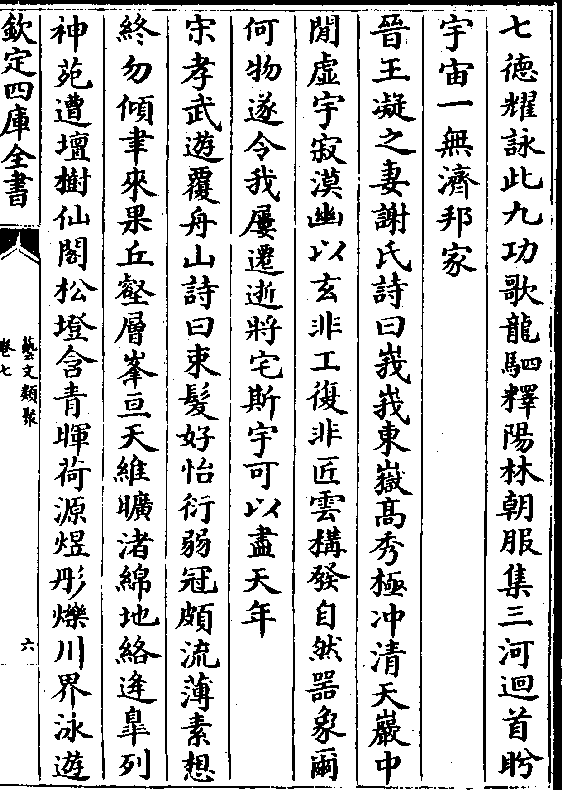 七德耀詠此九功歌龍駟釋陽林朝服集三河迴首眄
宇宙一無濟邦家
晉王凝之妻謝氏詩曰峩峩東嶽髙秀極冲清天巖中
閒虛宇寂漠幽以玄非工復非匠雲構發自然器象爾
何物遂令我屢遷逝將宅斯宇可以盡天年
宋孝武遊覆舟山詩曰束髮好怡衍弱冠頗流薄素想
終勿傾聿來果丘壑層峯亘天維曠渚綿地絡逢臯列
神苑遭壇樹仙閣松墱含青暉荷源煜彤爍川界泳遊
欽定四庫全書
藝文類聚
卷七
六